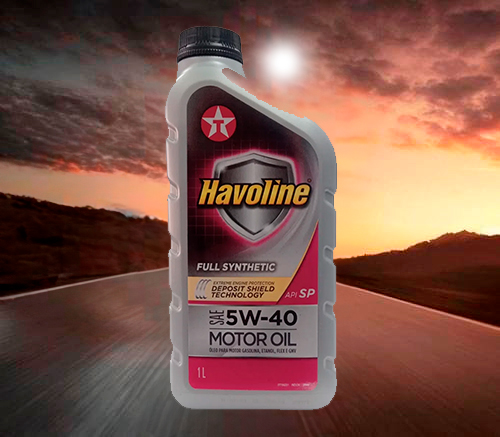 T
Havoline®
FULL SYNTHETIC
EXTREME ENGINE PROTECTION
DEPOSIT SHIELD
TECHNOLOGY
API SP
SAE 5W-40
MOTOR OIL
ÓLEO PARA MOTOR GASOLINA, ETANOL, FLEX E GNV
1L